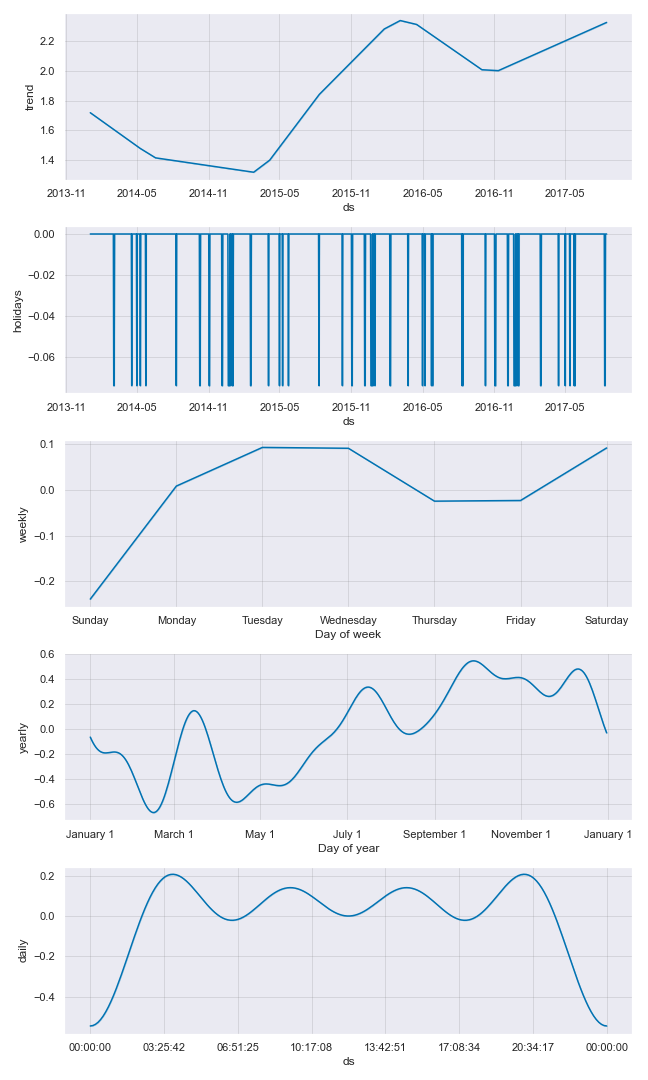 2.2
2.0
1.8
1.6
1.4
trend
2013-11 2014-05 2014-11 2015-05 2015-11 2016-05 2016-11 2017-05
ds
0.00
−0.02
−0.04
−0.06
holidays
2013-11 2014-05 2014-11 2015-05 2015-11 2016-05 2016-11 2017-05
ds
0.1
0.0
−0.1
−0.2
weekly
Sunday Monday Tuesday Wednesday Thursday Friday Saturday
Day of week
0.6
0.4
0.2
0.0
−0.2
−0.4
−0.6
yearly
January 1 March 1 May 1 July 1 September 1 November 1 January 1
Day of year
0.2
0.0
−0.2
−0.4
daily
00:00:00 03:25:42 06:51:25 10:17:08 13:42:51 17:08:34 20:34:17 00:00:00
ds